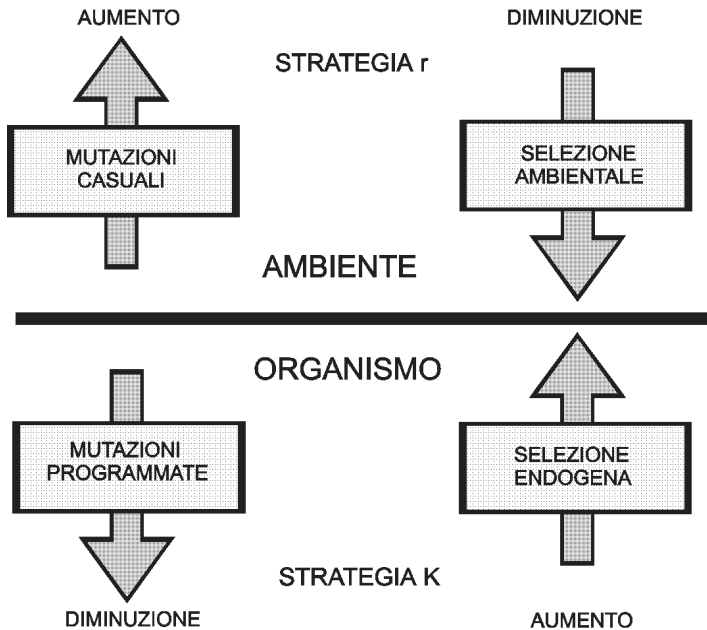 AUMENTO
DIMINUZIONE
STRATEGIA r
MUTAZIONI
CASUALI
SELEZIONE
AMBIENTALE
AMBIENTE
ORGANISMO
MUTAZIONI
PROGRAMMATE
SELEZIONE
ENDOGENA
STRATEGIA K
DIMINUZIONE
AUMENTO